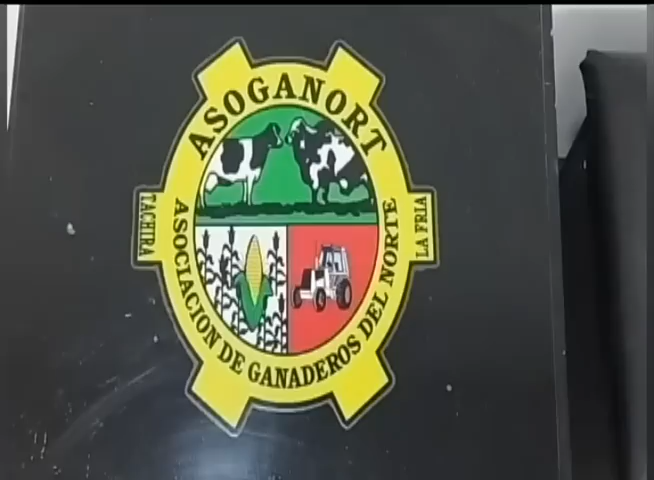 ASOGANORT
TACHIRA
LA FRIA
ASOCIACION DE GANADEROS DEL NORTE